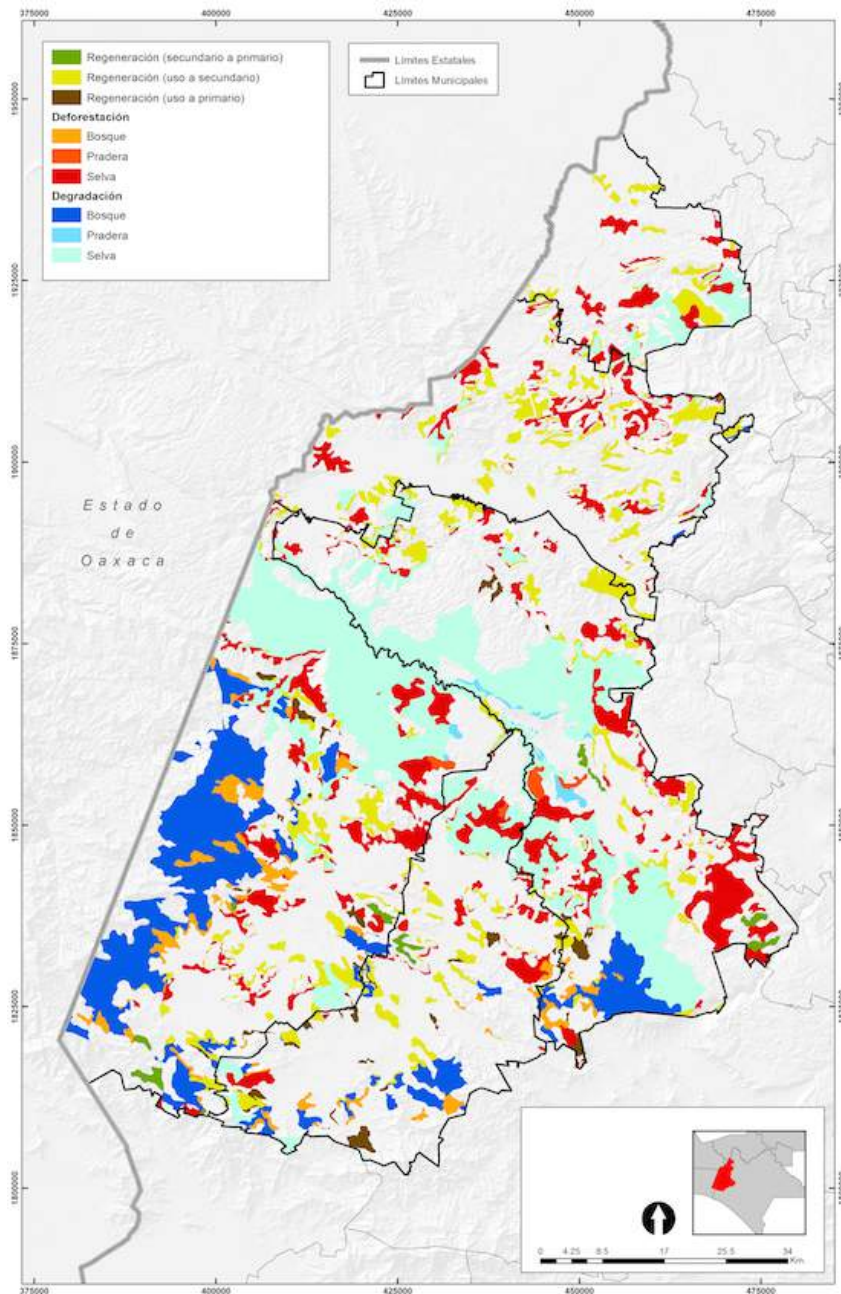 375000 400000 425000 450000 475000
Regeneración (secundario a primario)
Regeneración (uso a secundario)
Regeneración (uso a primario)
Deforestación
Bosque
Pradera
Selva
Degradación
Bosque
Pradera
Selva
Límites Estatales
Límites Municipales
1950000
1925000
1900000
Estado
de
Oaxaca
1875000
1850000
1825000
1800000
0 4.25 8.5 17 25.5 34
Km
375000 400000 425000 450000 475000